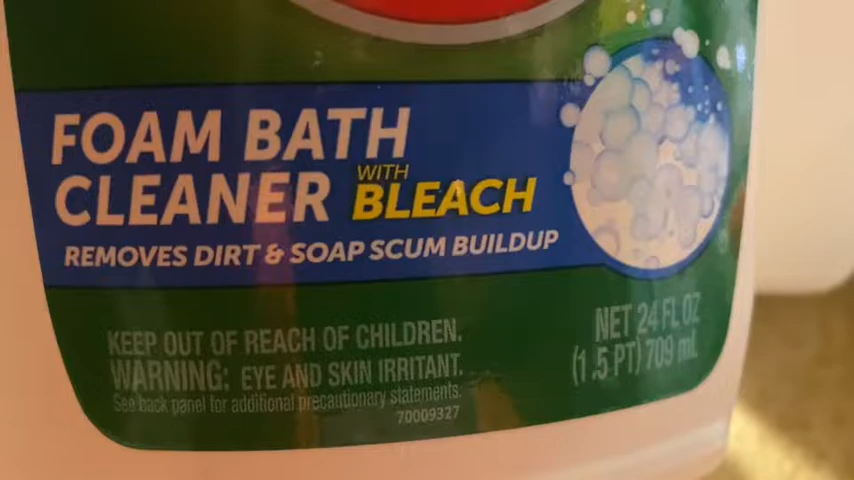 FOAM BATH
CLEANER WITH BLEACH
REMOVES DIRT & SOAP SCUM BUILDUP
KEEP OUT OF REACH OF CHILDREN.
WARNING: EYE AND SKIN IRRITANT.
See back panel for additional precautionary statements.
70009327
NET 24 FL OZ
(1.5 PT) 709 mL